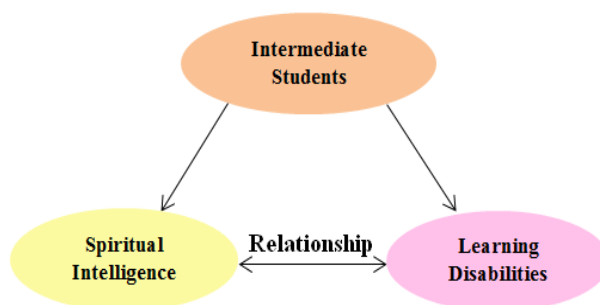 Intermediate
Students
Spiritual
Intelligence
Relationship
Learning
Disabilities